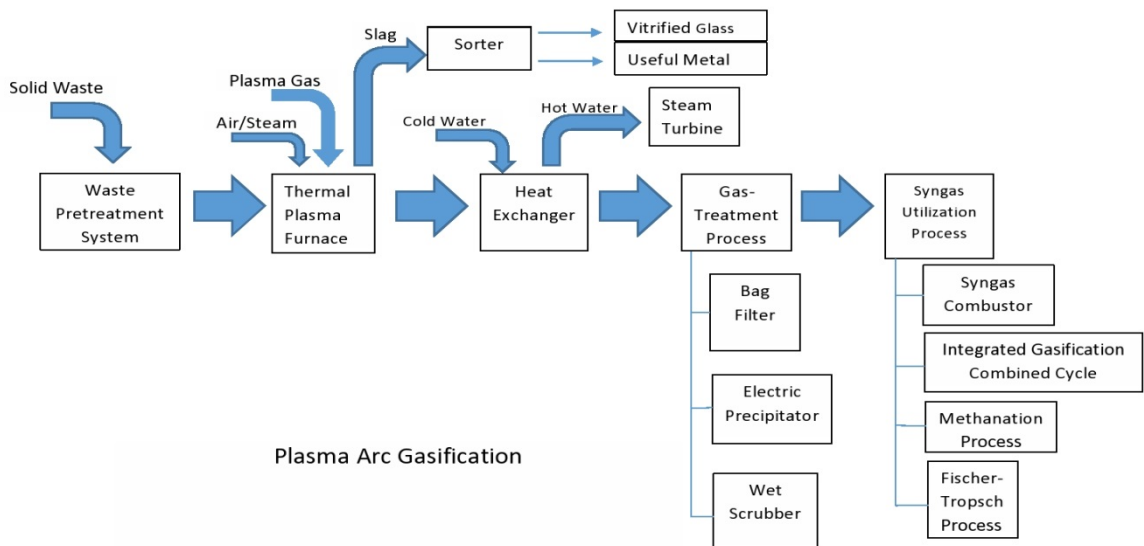 Slag
Sorter
Vitrified Glass
Useful Metal
Solid Waste
Plasma Gas
Air/Steam
Cold Water
Hot Water
Steam
Turbine
Waste
Pretreatment
System
Thermal
Plasma
Furnace
Heat
Exchanger
Gas-
Treatment
Process
Syngas
Utilization
Process
Bag
Filter
Electric
Precipitator
Wet
Scrubber
Syngas
Combustor
Integrated Gasification
Combined Cycle
Methanation
Process
Fischer-
Tropsch
Process
Plasma Arc Gasification